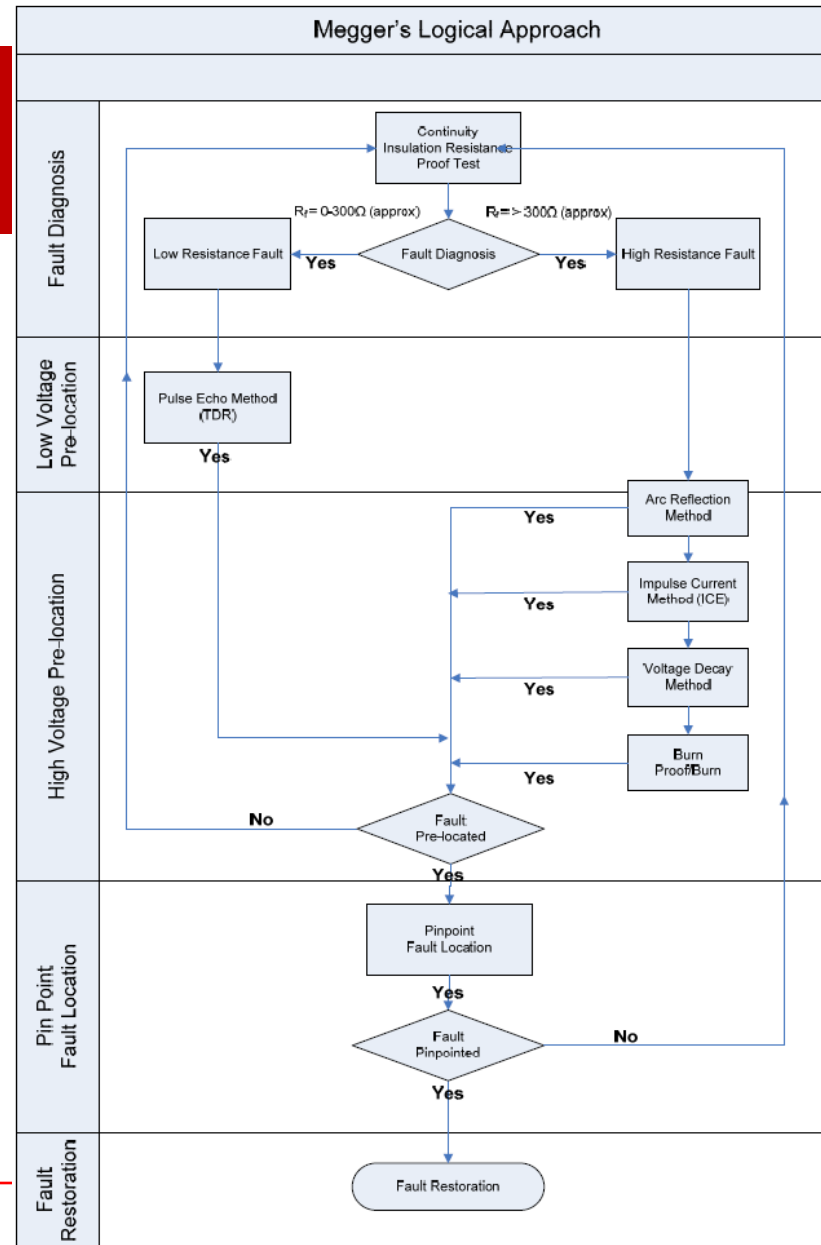 Megger's Logical Approach
Fault Diagnosis
Continuity
Insulation Resistance
Proof Test
Rf= 0-300Ω (approx)
Rf= > 300Ω (approx)
Low Resistance Fault
Yes
Fault Diagnosis
Yes
High Resistance Fault
Low Voltage
Pre-location
Pulse Echo Method
(TDR)
Yes
High Voltage Pre-location
Arc Reflection
Method
Yes
Impulse Current
Method (ICE)
Yes
Voltage Decay
Method
Yes
Burn
Proof/Burn
Yes
Fault
Pre-located
No
Yes
Pin Point
Fault Location
Pinpoint
Fault Location
Yes
Fault
Pinpointed
No
Yes
Fault
Restoration
Fault Restoration